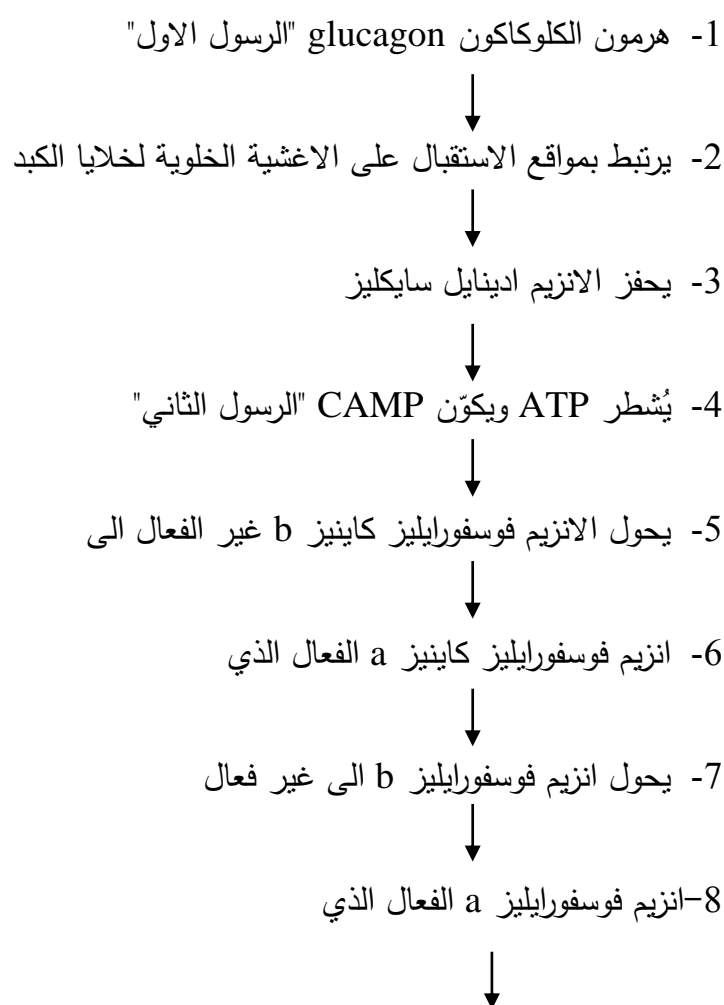 1- هرمون الكلوكاكون glucagon "الرسول الاول"
2- يرتبط بمواقع الاستقبال على الاغشية الخلوية لخلايا الكبد
3- يحفز الانزيم ادينايل سايكليز
4- يُشطر ATP ويكوّن CAMP "الرسول الثاني"
5- يحول الانزيم فوسفورايليز كاينيز b غير الفعال الى
6- انزيم فوسفورايليز كاينيز a الفعال الذي
7- يحول انزيم فوسفورايليز b الى غير فعال
8-انزيم فوسفورايليز a الفعال الذي